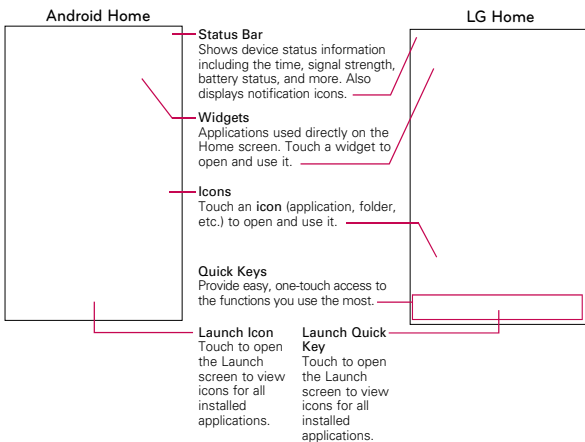 Android Home
LG Home
Status Bar
Shows device status information
including the time, signal strength,
battery status, and more. Also
displays notification icons.
Widgets
Applications used directly on the
Home screen. Touch a widget to
open and use it.
Icons
Touch an icon (application, folder,
etc.) to open and use it.
Quick Keys
Provide easy, one-touch access to
the functions you use the most.
Launch Icon
Touch to open
the Launch
screen to view
icons for all
installed
applications.
Launch Quick
Key
Touch to open
the Launch
screen to view
icons for all
installed
applications.